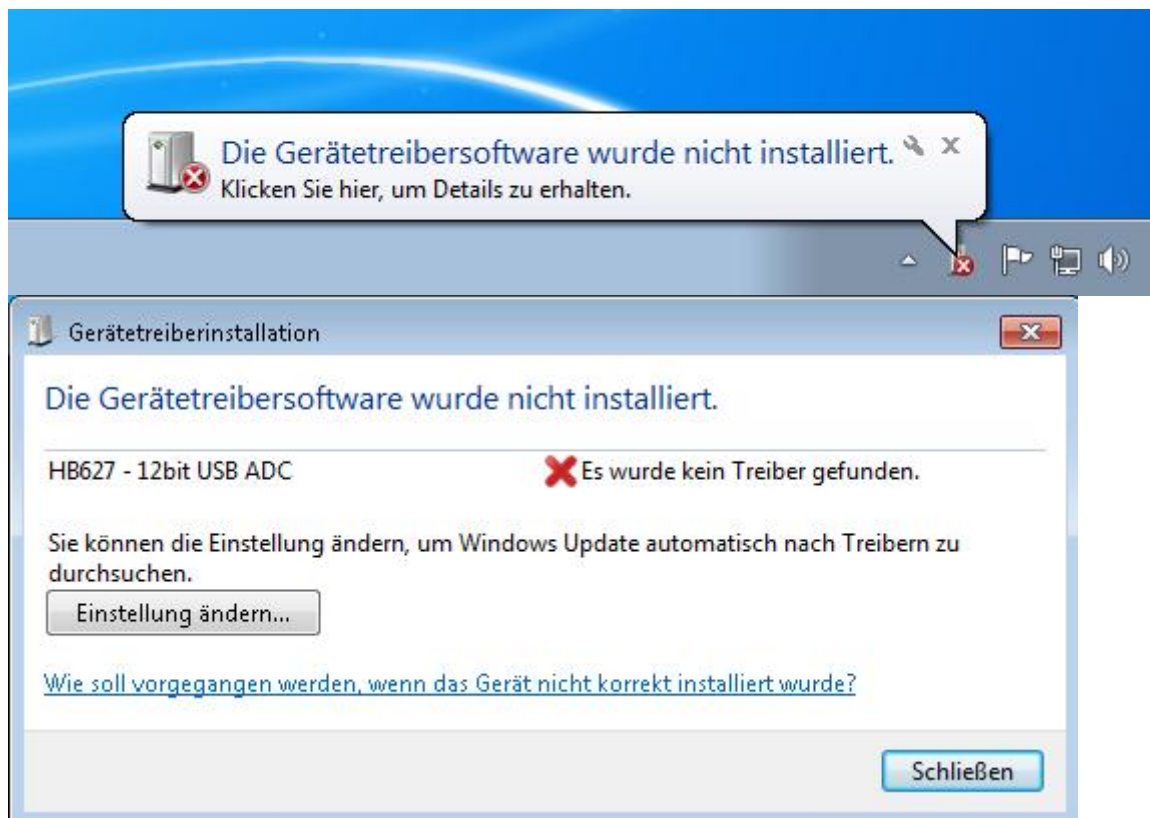 Die Gerätetreibersoftware wurde nicht installiert.
Klicken Sie hier, um Details zu erhalten.
Gerätetreiberinstallation
Die Gerätetreibersoftware wurde nicht installiert.
HB627 - 12bit USB ADC Es wurde kein Treiber gefunden.
Sie können die Einstellung ändern, um Windows Update automatisch nach Treibern zu
durchsuchen.
Einstellung ändern...
Wie soll vorgegangen werden, wenn das Gerät nicht korrekt installiert wurde?
Schließen